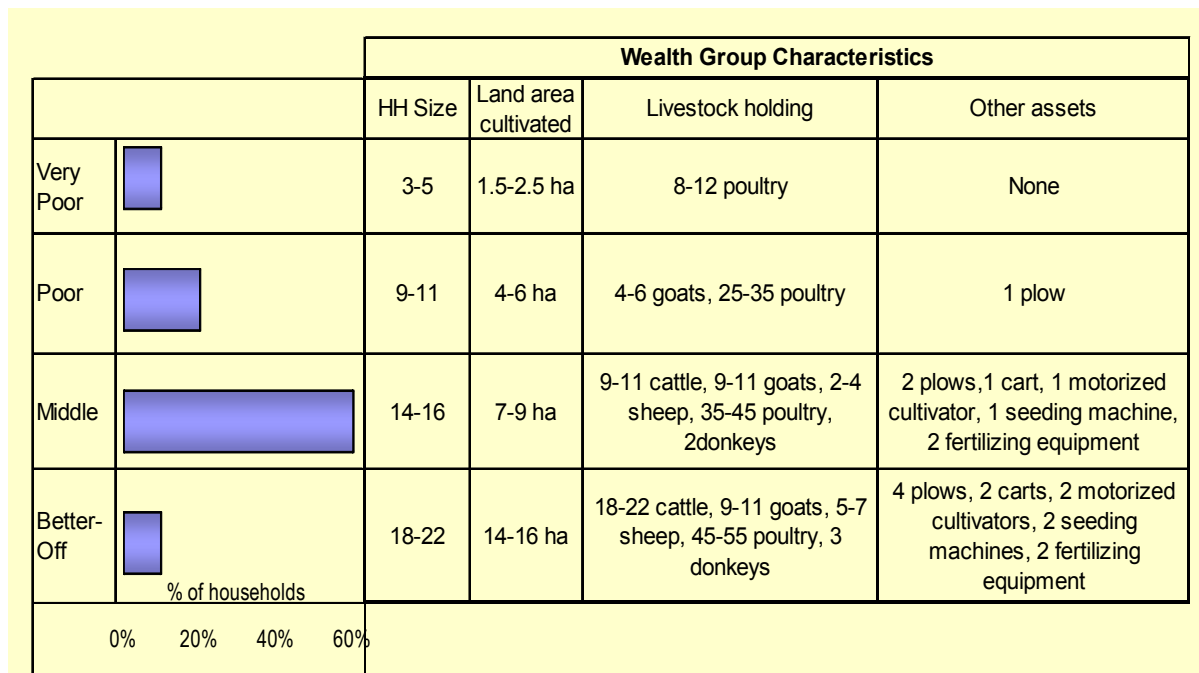 Wealth Group Characteristics
HH Size
Land area
cultivated
Livestock holding
Other assets
Very
Poor
3-5
1.5-2.5 ha
8-12 poultry
None
Poor
9-11
4-6 ha
4-6 goats, 25-35 poultry
1 plow
Middle
14-16
7-9 ha
9-11 cattle, 9-11 goats, 2-4
sheep, 35-45 poultry,
2donkeys
2 plows,1 cart, 1 motorized
cultivator, 1 seeding machine,
2 fertilizing equipment
Better-
Off
18-22
14-16 ha
18-22 cattle, 9-11 goats, 5-7
sheep, 45-55 poultry, 3
donkeys
4 plows, 2 carts, 2 motorized
cultivators, 2 seeding
machines, 2 fertilizing
equipment
% of households
0% 20% 40% 60%